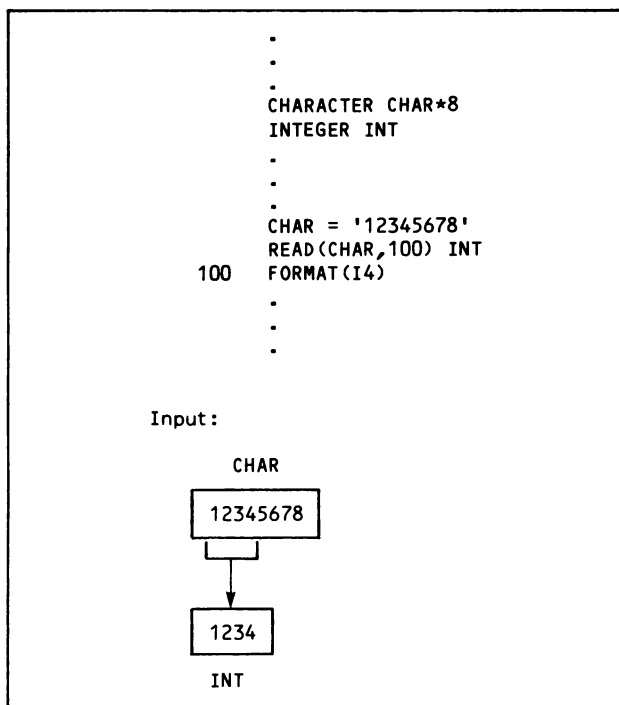 .
.
.
CHARACTER CHAR*8
INTEGER INT
.
.
.
CHAR = '12345678'
READ(CHAR,100) INT
100 FORMAT(I4)
.
.
.
Input:
CHAR
12345678
1234
INT